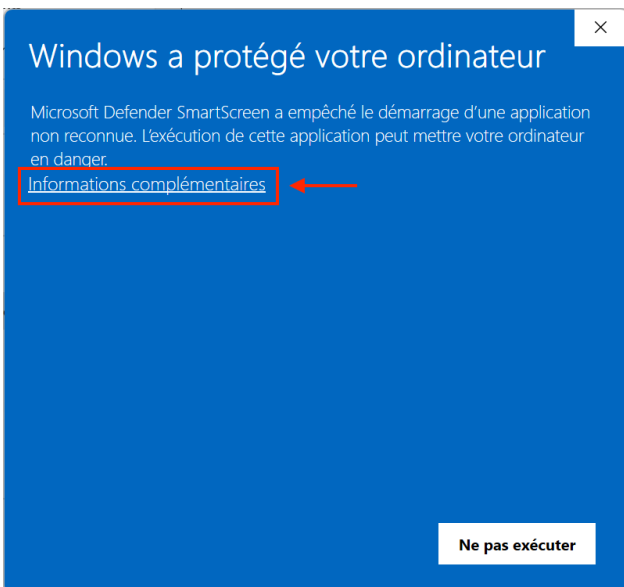 Windows a protégé votre ordinateur
Microsoft Defender SmartScreen a empêché le démarrage d'une application
non reconnue. L'exécution de cette application peut mettre votre ordinateur
en danger.
Informations complémentaires
Ne pas exécuter